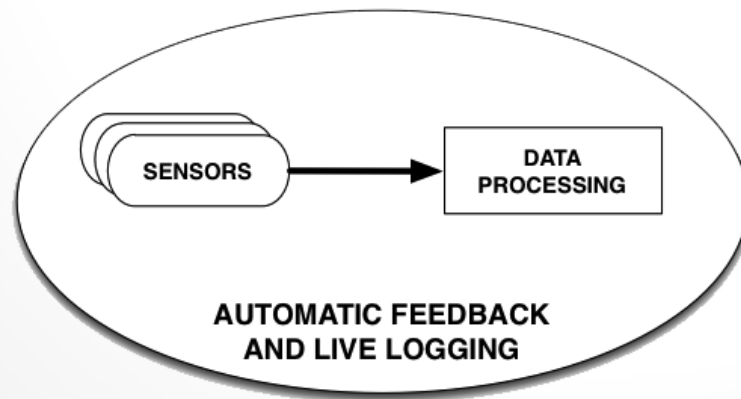 SENSORS
DATA
PROCESSING
AUTOMATIC FEEDBACK
AND LIVE LOGGING